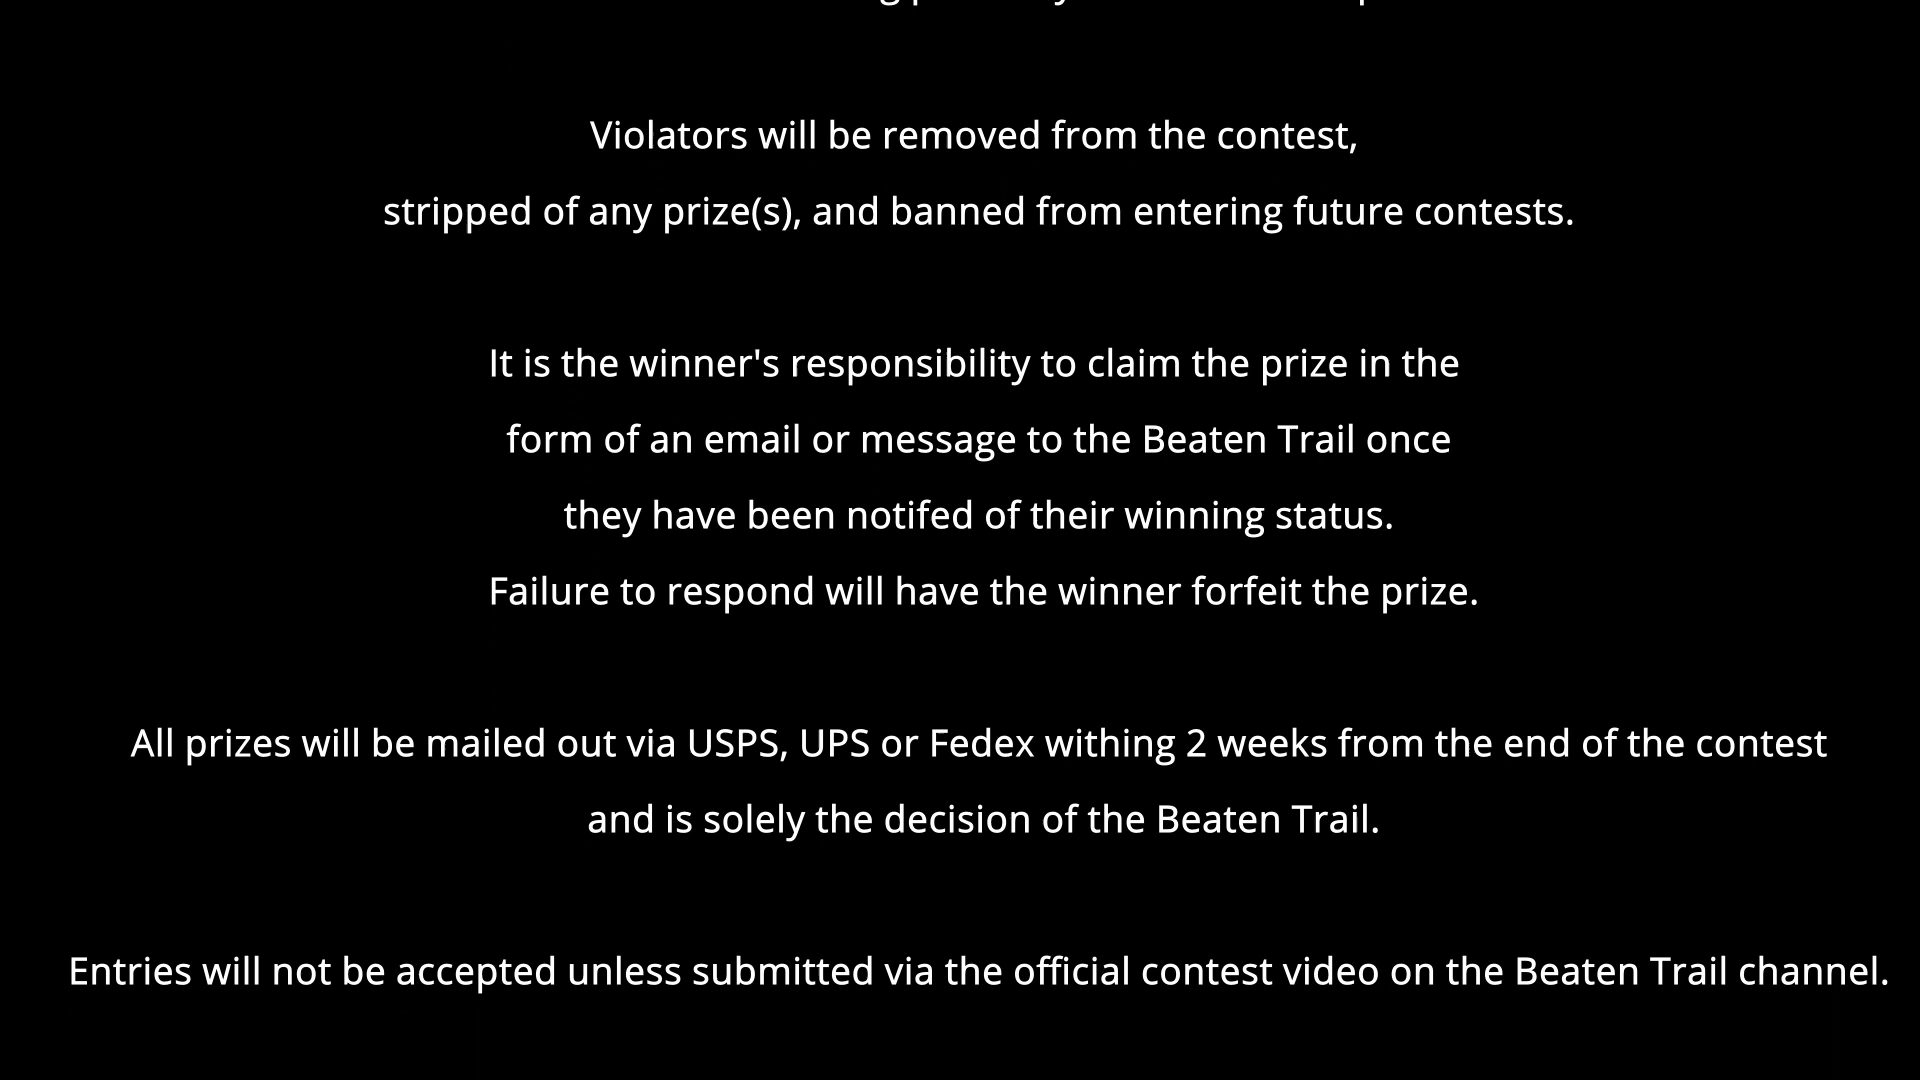 Violators will be removed from the contest,
stripped of any prize(s), and banned from entering future contests.
It is the winner's responsibility to claim the prize in the
form of an email or message to the Beaten Trail once
they have been notifed of their winning status.
Failure to respond will have the winner forfeit the prize.
All prizes will be mailed out via USPS, UPS or Fedex withing 2 weeks from the end of the contest
and is solely the decision of the Beaten Trail.
Entries will not be accepted unless submitted via the official contest video on the Beaten Trail channel.